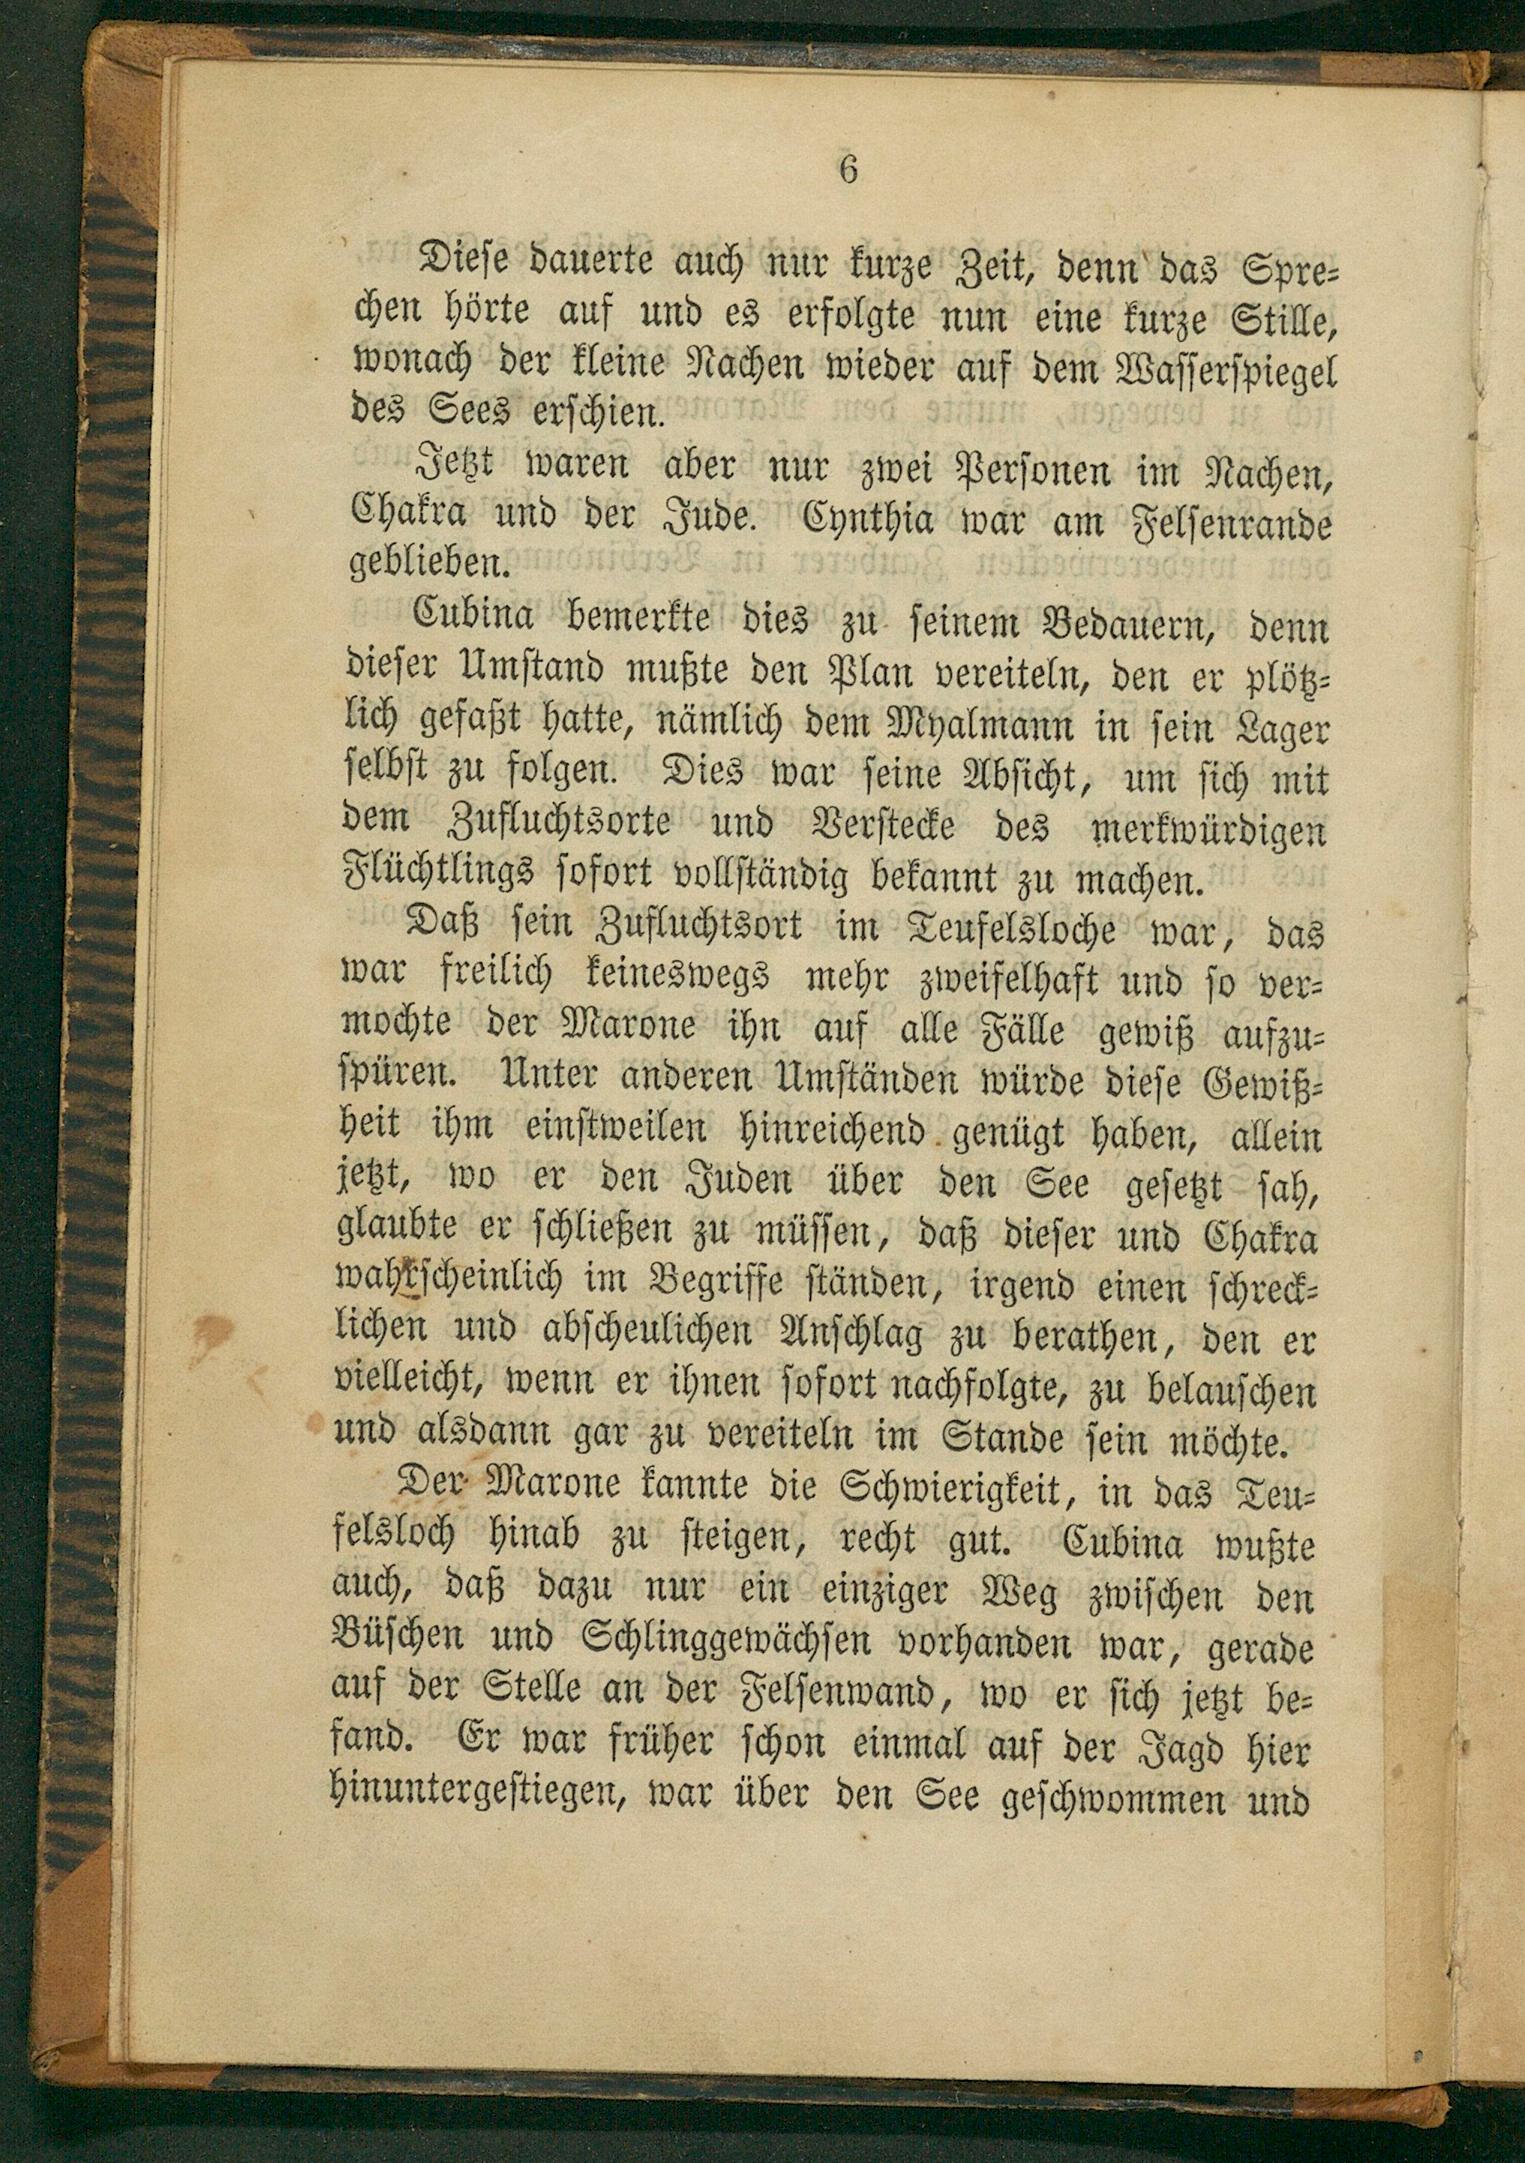 6
Diese dauerte auch nur kurze Zeit, denn das Spre-
chen hörte auf und es erfolgte nun eine kurze Stille,
wonach der kleine Nachen wieder auf dem Wasserspiegel
des Sees erschien.
Jetzt waren aber nur zwei Personen im Nachen,
Chakra und der Jude. Cynthia war am Felsenrande
geblieben.
Cubina bemerkte dies zu seinem Bedauern, denn
dieser Umstand mußte den Plan vereiteln, den er plötz-
lich gefaßt hatte, nämlich dem Myalmann in sein Lager
selbst zu folgen. Dies war seine Absicht, um sich mit
dem Zufluchtsorte und Verstecke des merkwürdigen
Flüchtlings sofort vollständig bekannt zu machen.
Daß sein Zufluchtsort im Teufelsloche war, das
war freilich keineswegs mehr zweifelhaft und so ver-
mochte der Marone ihn auf alle Fälle gewiß aufzu-
spüren. Unter anderen Umständen würde diese Gewiß-
heit ihm einstweilen hinreichend genügt haben, allein
jetzt, wo er den Juden über den See gesetzt sah,
glaubte er schließen zu müssen, daß dieser und Chakra
wahrscheinlich im Begriffe ständen, irgend einen schreck-
lichen und abscheulichen Anschlag zu berathen, den er
vielleicht, wenn er ihnen sofort nachfolgte, zu belauschen
und alsdann gar zu vereiteln im Stande sein möchte.
Der Marone kannte die Schwierigkeit, in das Teu-
felsloch hinab zu steigen, recht gut. Cubina wußte
auch, daß dazu nur ein einziger Weg zwischen den
Büschen und Schlinggewächsen vorhanden war, gerade
auf der Stelle an der Felsenwand, wo er sich jetzt be-
fand. Er war früher schon einmal auf der Jagd hier
hinuntergestiegen, war über den See geschwommen und